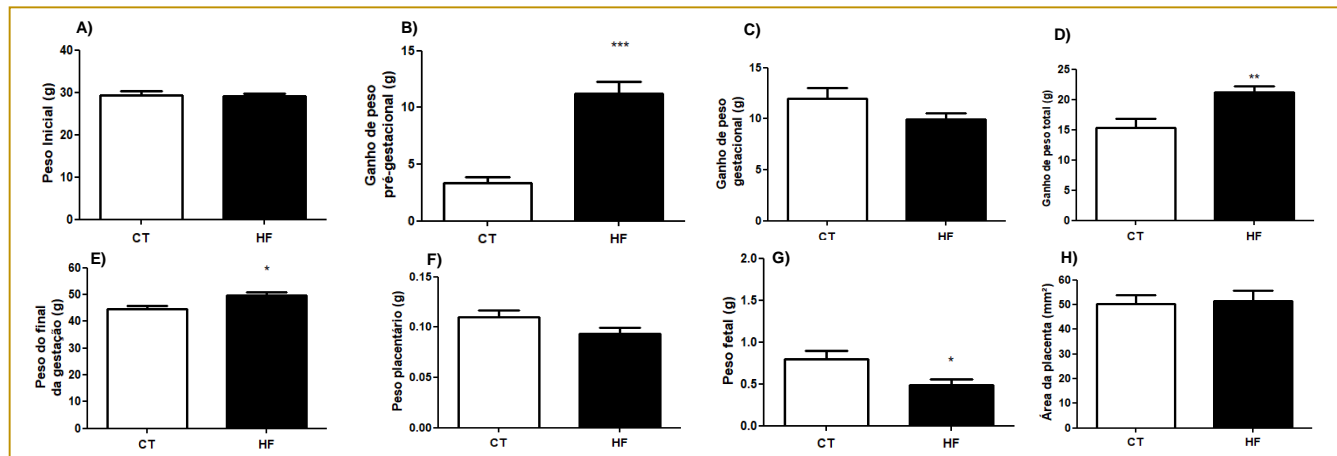 A)
Peso Inicial (g)
40
30
20
10
0
CT HF
B)
Ganho de peso
pré-gestacional (g)
***
15
10
5
0
CT HF
C)
Ganho de peso
gestacional (g)
15
10
5
0
CT HF
D)
Ganho de peso total (g)
**
25
20
15
10
5
0
CT HF
E)
Peso do final
da gestação (g)
*
60
50
40
30
20
10
0
CT HF
F)
Peso placentário (g)
0.15
0.10
0.05
0.00
CT HF
G)
Peso fetal (g)
*
2.0
1.5
1.0
0.5
0.0
CT HF
H)
Área da placenta (mm²)
60
50
40
30
20
10
0
CT HF